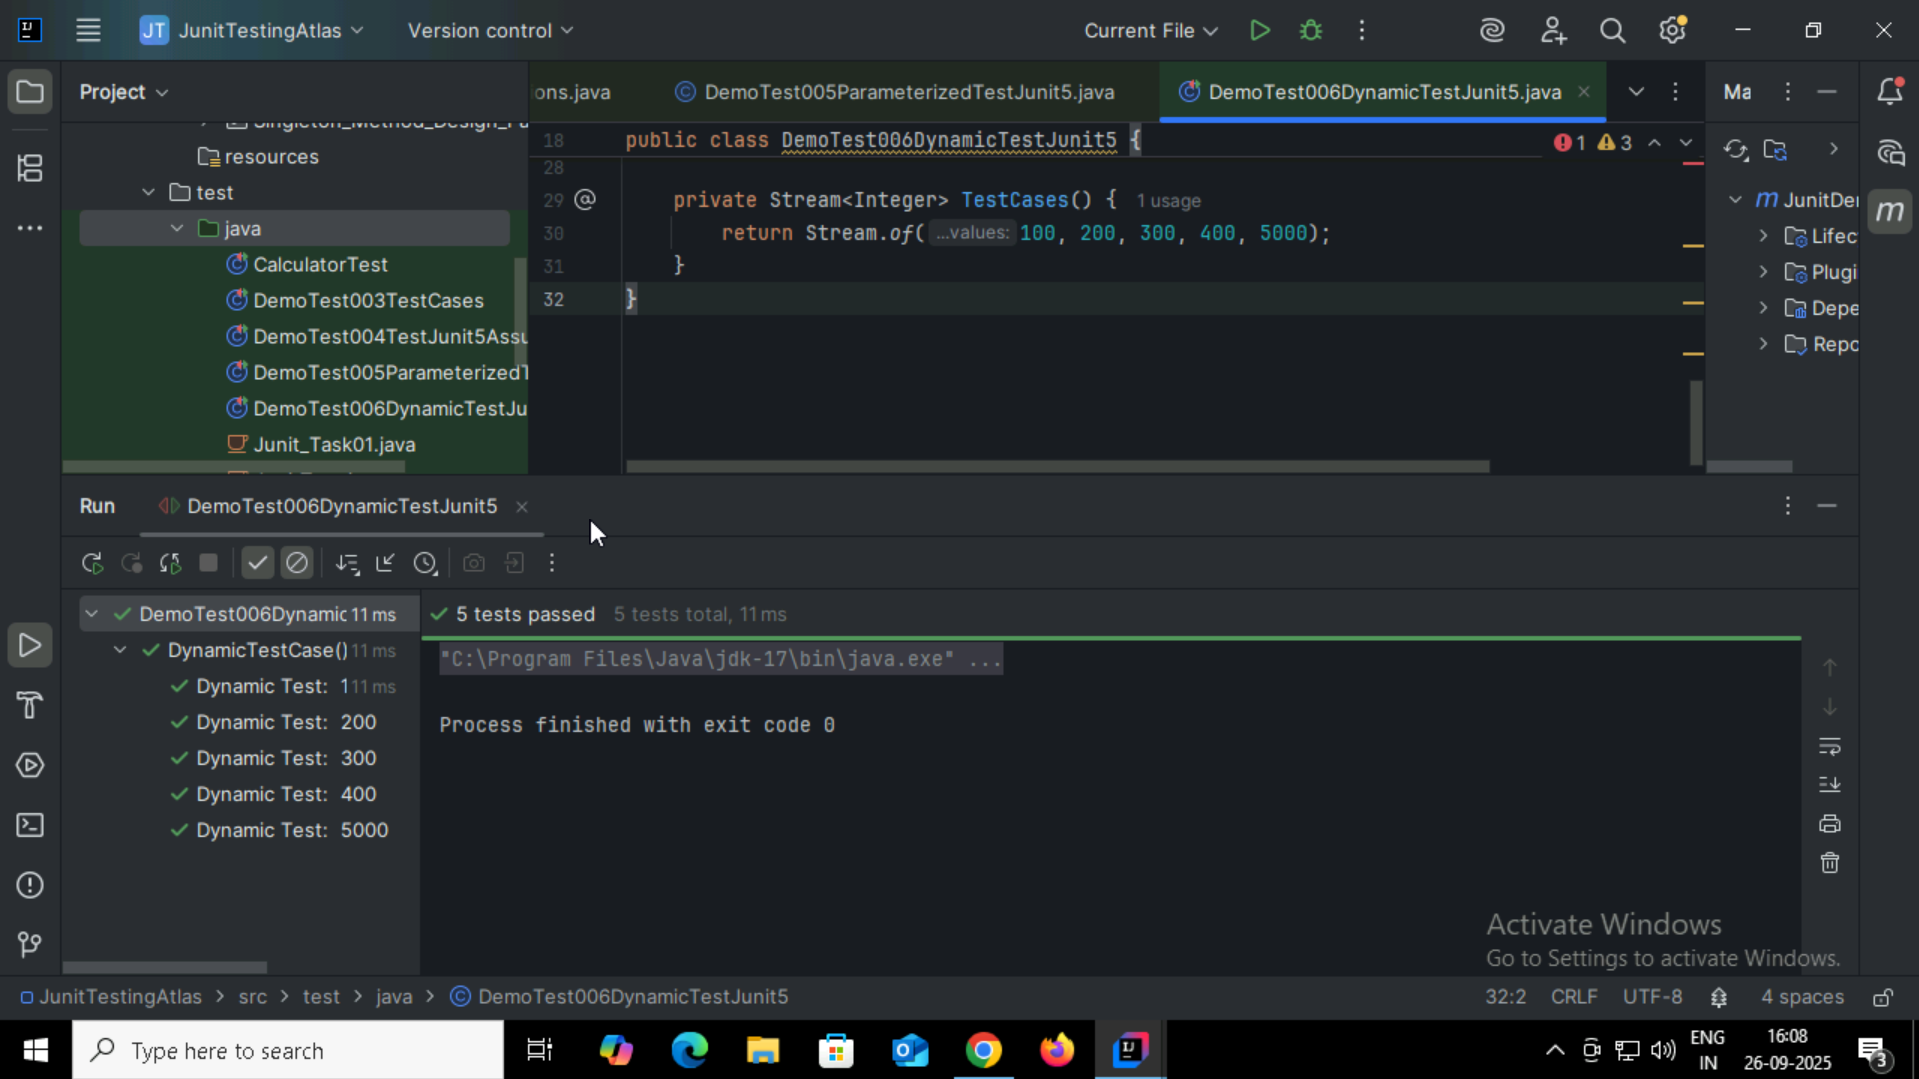 JT JunitTestingAtlas
Version control
Current File
Project
ons.java
DemoTest005ParameterizedTestJunit5.java
DemoTest006DynamicTestJunit5.java
Ma
resources
test
java
CalculatorTest
DemoTest003TestCases
DemoTest004TestJunit5Assu
DemoTest005ParameterizedT
DemoTest006DynamicTestJu
Junit_Task01.java
18 public class DemoTest006DynamicTestJunit5 {
1 3
28
29 @ private Stream<Integer> TestCases() { 1 usage
30 return Stream.of( ...values: 100, 200, 300, 400, 5000);
31 }
32 }
m JunitDe
Lifec
Plugi
Depe
Repo
m
Run DemoTest006DynamicTestJunit5
DemoTest006Dynamic 11 ms
DynamicTestCase() 11 ms
Dynamic Test: 1 11 ms
Dynamic Test: 200
Dynamic Test: 300
Dynamic Test: 400
Dynamic Test: 5000
5 tests passed 5 tests total, 11 ms
"C:\Program Files\Java\jdk-17\bin\java.exe" ...
Process finished with exit code 0
Activate Windows
Go to Settings to activate Windows.
JunitTestingAtlas > src > test > java > DemoTest006DynamicTestJunit5
32:2 CRLF UTF-8 4 spaces
Type here to search
ENG
IN
16:08
26-09-2025
3